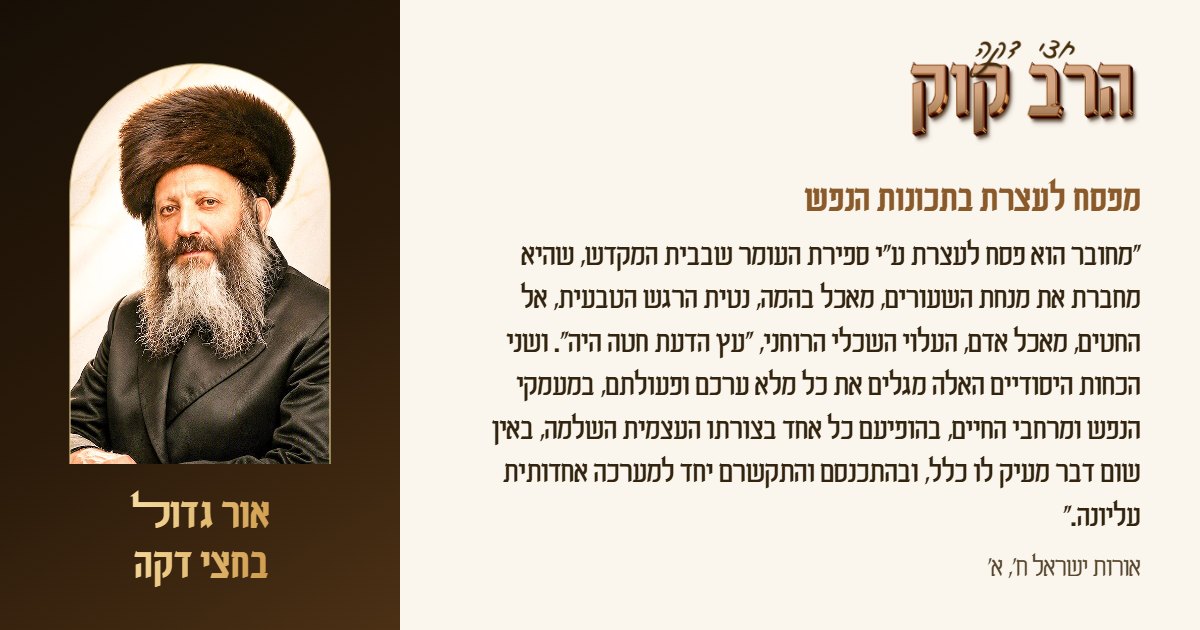 חצי דקה
הרב קוק
מפסח לעצרת בתכונות הנפש
"מחובר הוא פסח לעצרת ע"י ספירת העומר שבבית המקדש, שהיא
מחברת את מנחת השעורים, מאכל בהמה, נטית הרגש הטבעית, אל
החטים, מאכל אדם, העלוי השכלי הרוחני, "עץ הדעת חטה היה". ושני
הכחות היסודיים האלה מגלים את כל מלא ערכם ופעולתם, במעמקי
הנפש ומרחבי החיים, בהופיעם כל אחד בצורתו העצמית השלמה, באין
שום דבר מעיק לו כלל, ובהתכנסם והתקשרם יחד למערכה אחדותית
עליונה."
אורות ישראל ח', א'
אור גדול
בחצי דקה